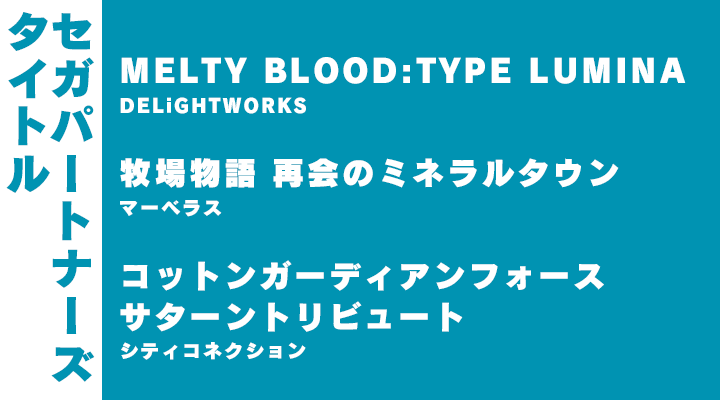 セガパートナーズ
タイトル
MELTY BLOOD:TYPE LUMINA
DELiGHTWORKS
牧場物語 再会のミネラルタウン
マーベラス
コットンガーディアンフォース
サターントリビュート
シティコネクション